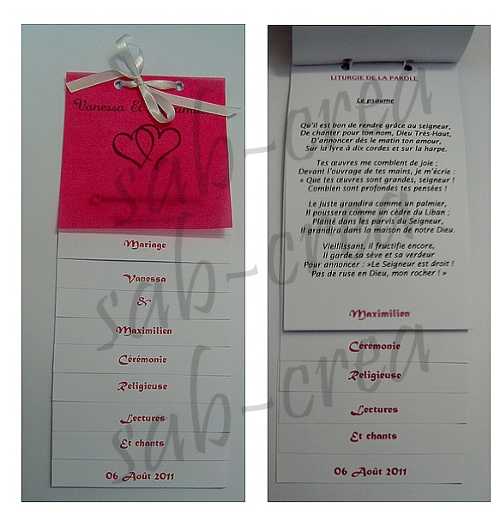 Vanessa &
Mariage
Vanessa
&
Maximilien
Cérémonie
Religieuse
Lectures
Et chants
06 Août 2011
LITURGIE DE LA PAROLE
Le psaume
Qu'il est bon de rendre grâce au seigneur,
De chanter pour ton nom, Dieu Très-Haut,
D'annoncer dès le matin ton amour,
Sur la lyre à dix cordes et sur la harpe.
Tes œuvres me comblent de joie ;
Devant l'ouvrage de tes mains, je m'écrie :
« Que tes œuvres sont grandes, seigneur !
Combien sont profondes tes pensées !
Le juste grandira comme un palmier,
Il poussera comme un cèdre du Liban ;
Planté dans les parvis du Seigneur,
Il grandira dans la maison de notre Dieu.
Vieillissant, il fructifie encore,
Il garde sa sève et sa verdeur
Pour annoncer : «Le Seigneur est droit !
Pas de ruse en Dieu, mon rocher ! »
Maximilien
Cérémonie
Religieuse
Lectures
Et chants
06 Août 2011
sab-crea
sab-crea
sab-crea